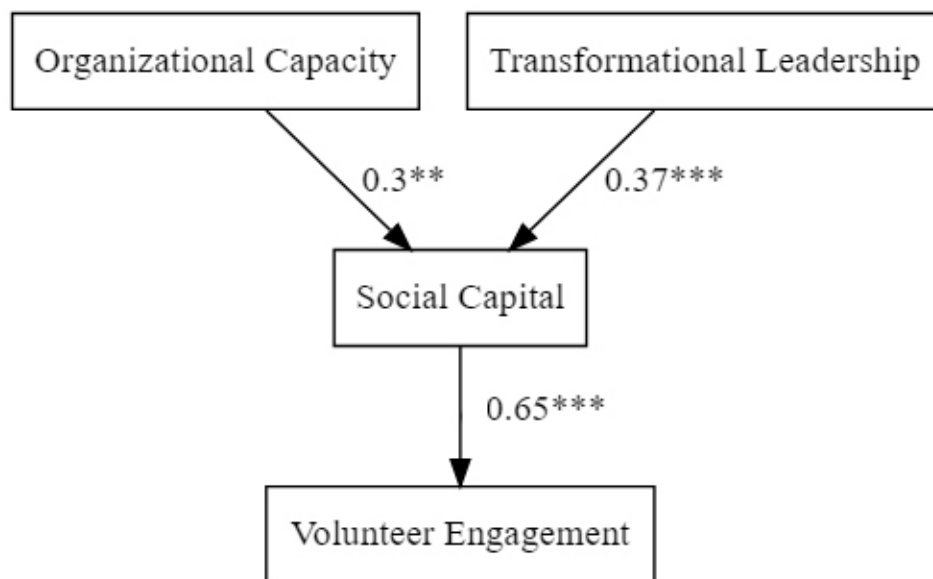 Organizational Capacity
Transformational Leadership
0.3**
0.37***
Social Capital
0.65***
Volunteer Engagement